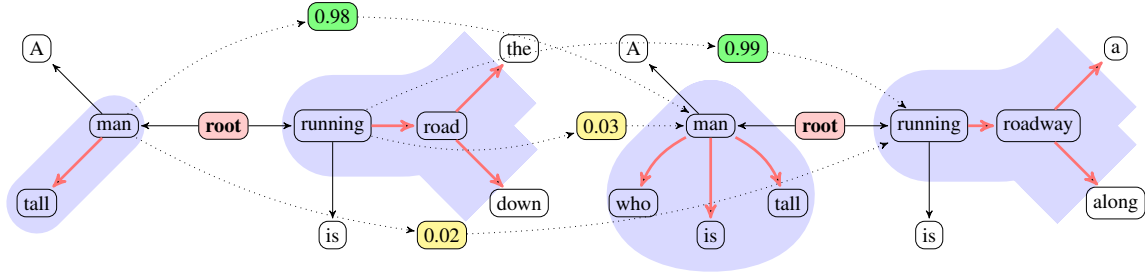 0.98
A the A 0.99 a
man root running road 0.03 man root running roadway
tall down who tall along
is 0.02 is is